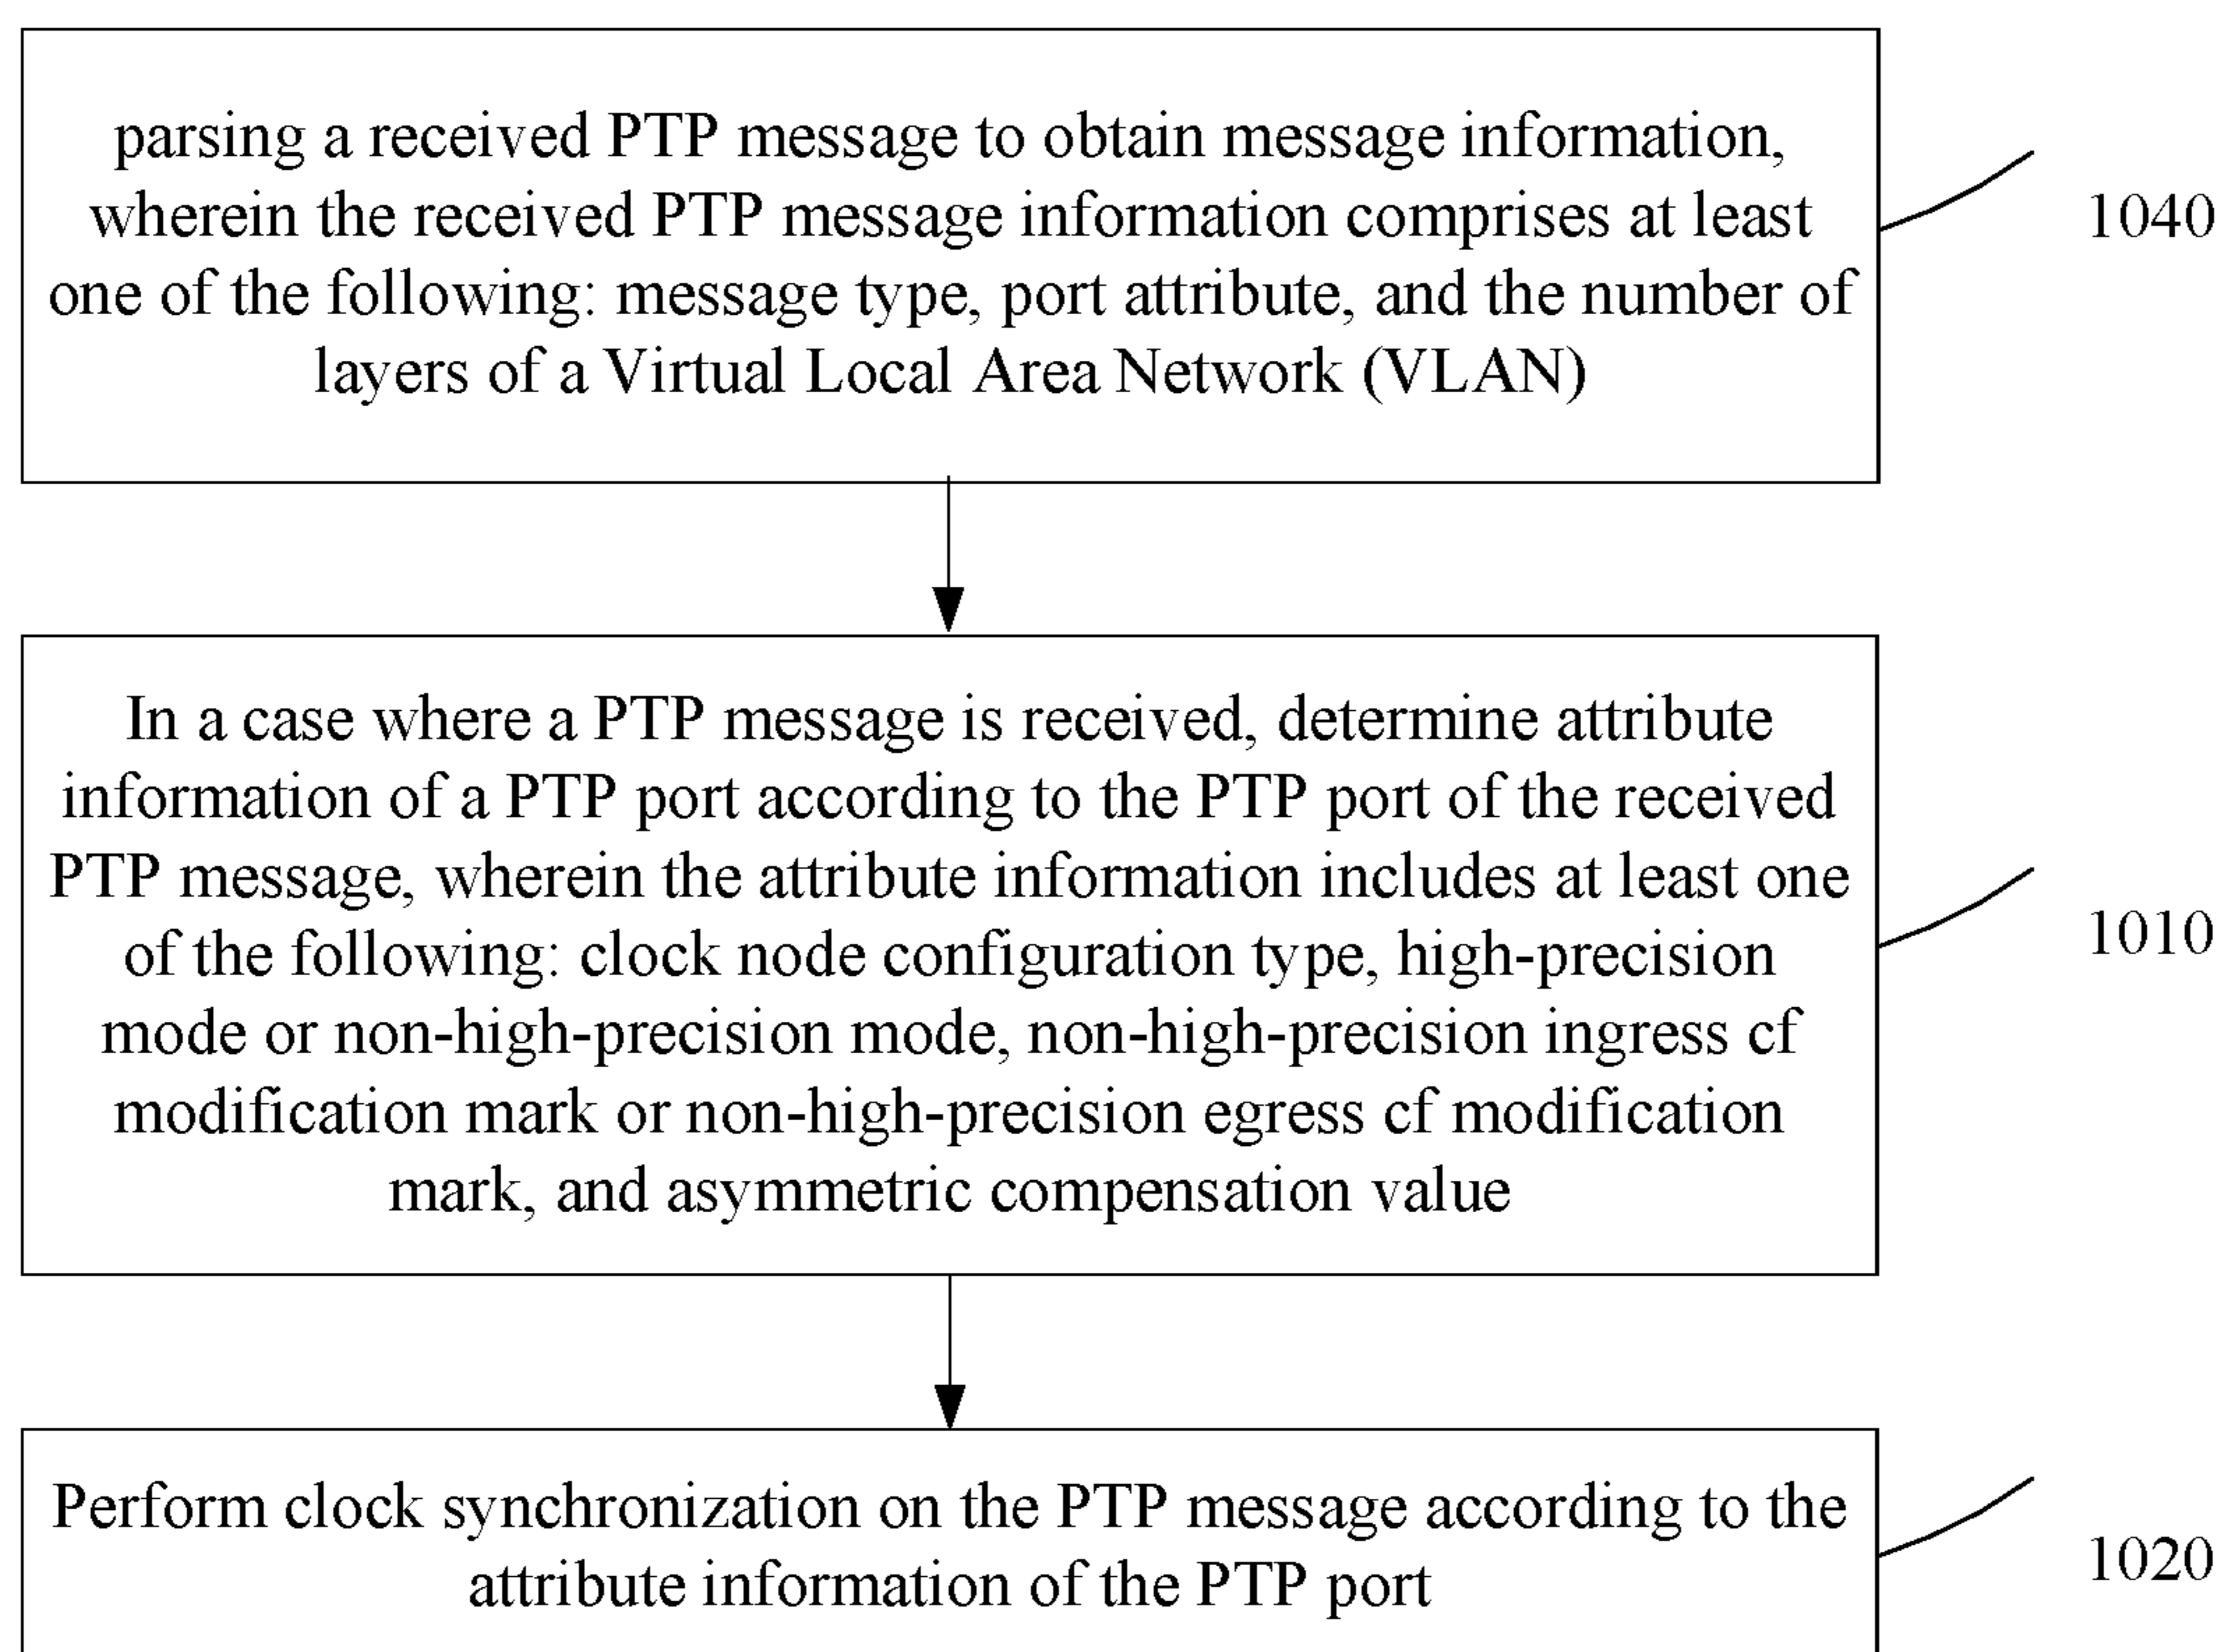 parsing a received PTP message to obtain message information,
wherein the received PTP message information comprises at least
one of the following: message type, port attribute, and the number of
layers of a Virtual Local Area Network (VLAN)
1040
In a case where a PTP message is received, determine attribute
information of a PTP port according to the PTP port of the received
PTP message, wherein the attribute information includes at least one
of the following: clock node configuration type, high-precision
mode or non-high-precision mode, non-high-precision ingress cf
modification mark or non-high-precision egress cf modification
mark, and asymmetric compensation value
1010
Perform clock synchronization on the PTP message according to the
attribute information of the PTP port
1020